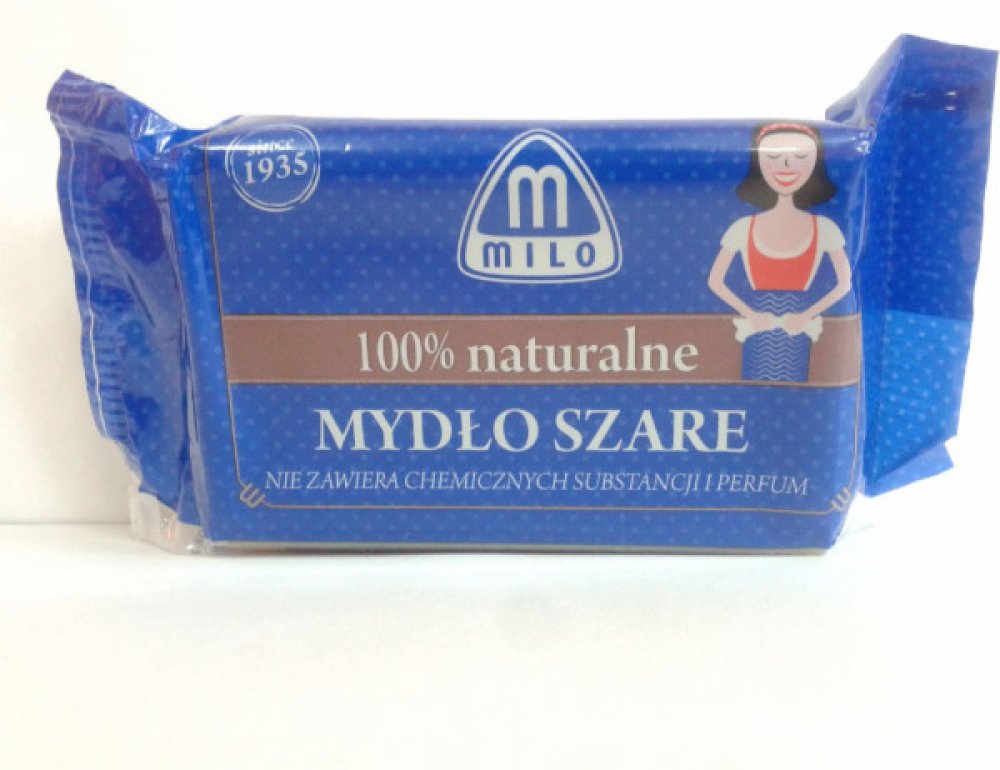 since
1935
m
MILO
100% naturalne
MYDŁO SZARE
NIE ZAWIERA CHEMICZNYCH SUBSTANCJI I PERFUM